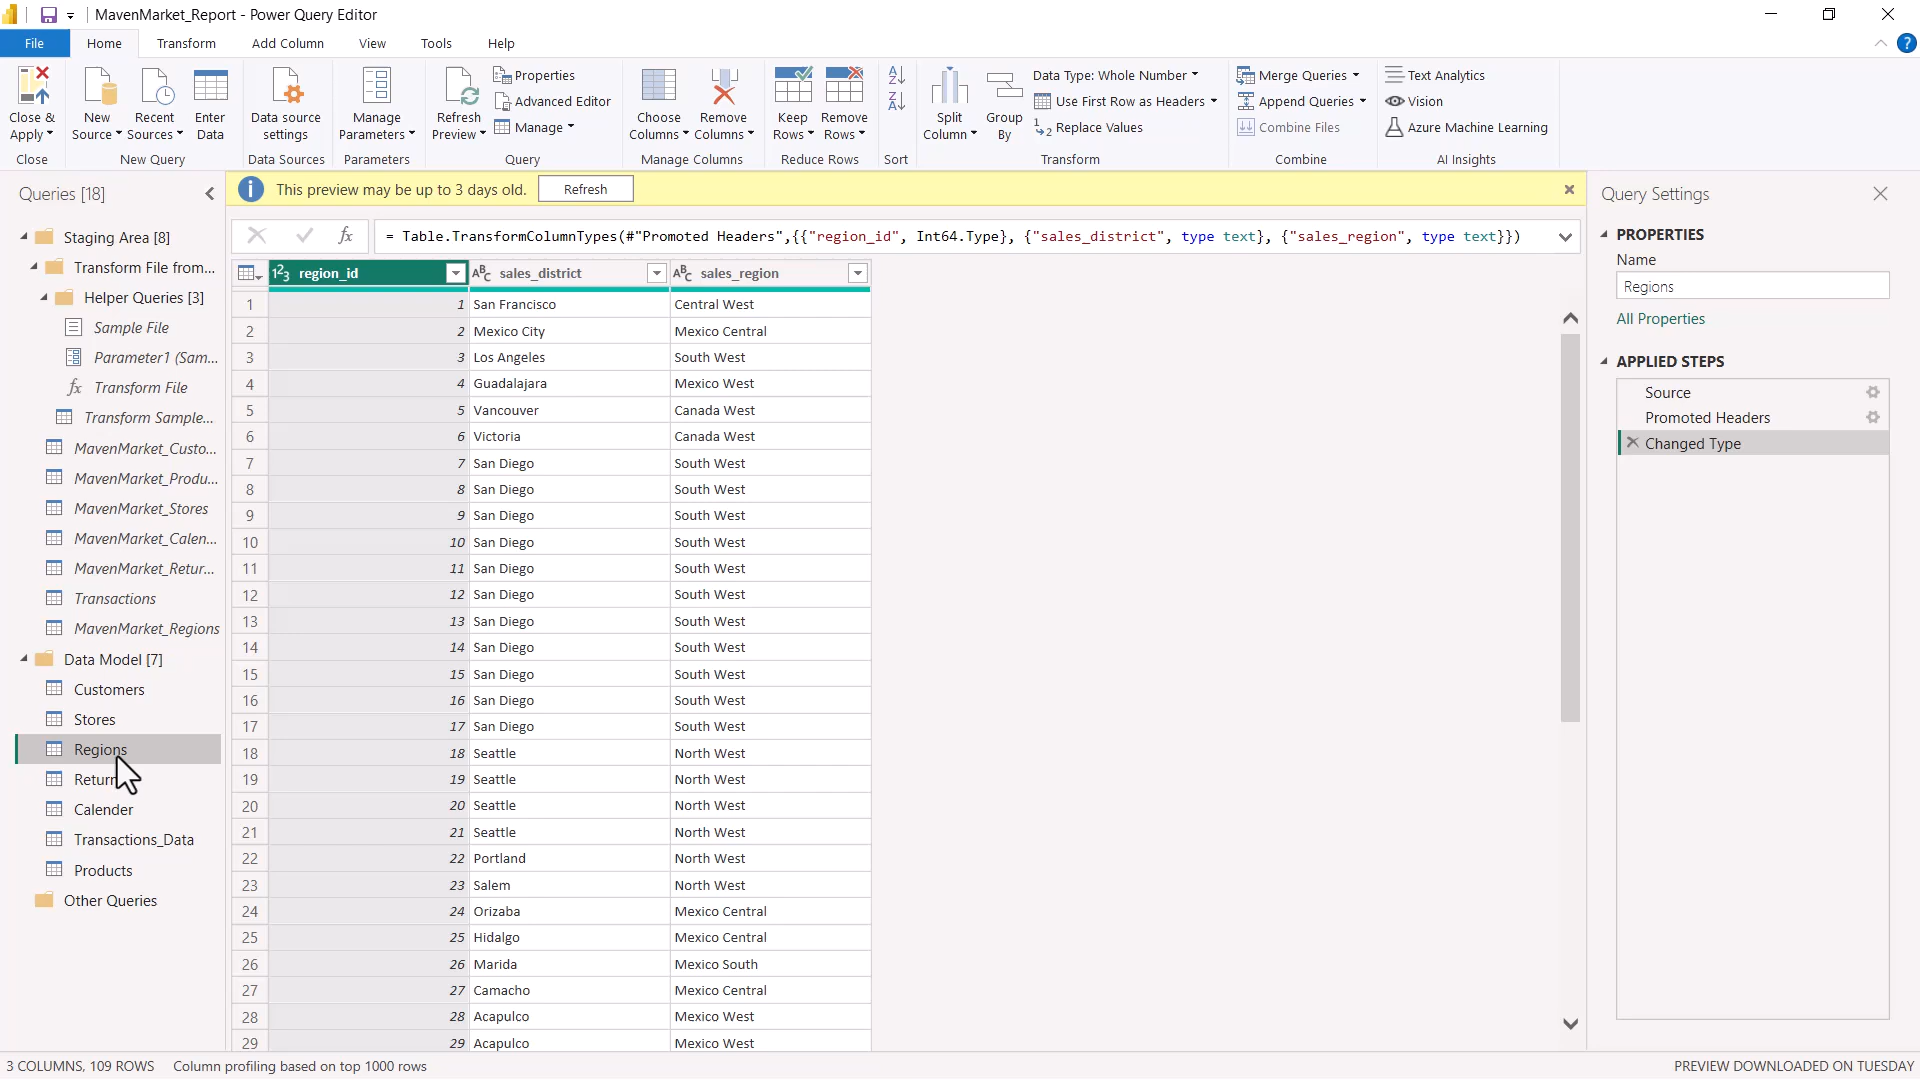 MavenMarket_Report - Power Query Editor
File
Home
Transform
Add Column
View
Tools
Help
?
Close &
Apply
Close
New
Source
Recent
Sources
Enter
Data
New Query
Data source
settings
Data Sources
Manage
Parameters
Parameters
Refresh
Preview
Properties
Advanced Editor
Manage
Query
Choose
Columns
Remove
Columns
Manage Columns
Keep
Rows
Remove
Rows
Reduce Rows
Sort
Split
Column
Group
By
Data Type: Whole Number
Use First Row as Headers
Replace Values
Transform
Merge Queries
Append Queries
Combine Files
Combine
Text Analytics
Vision
Azure Machine Learning
AI Insights
Queries [18]
Staging Area [8]
Transform File from...
Helper Queries [3]
Sample File
Parameter1 (Sam...
fx Transform File
Transform Sample...
MavenMarket_Custo...
MavenMarket_Produ...
MavenMarket_Stores
MavenMarket_Calen...
MavenMarket_Retur...
Transactions
MavenMarket_Regions
Data Model [7]
Customers
Stores
Regions
Return
Calender
Transactions_Data
Products
Other Queries
This preview may be up to 3 days old. Refresh
fx = Table.TransformColumnTypes(#"Promoted Headers",{{"region_id", Int64.Type}, {"sales_district", type text}, {"sales_region", type text}})
123 region_id ABC sales_district ABC sales_region
1 1 San Francisco Central West
2 2 Mexico City Mexico Central
3 3 Los Angeles South West
4 4 Guadalajara Mexico West
5 5 Vancouver Canada West
6 6 Victoria Canada West
7 7 San Diego South West
8 8 San Diego South West
9 9 San Diego South West
10 10 San Diego South West
11 11 San Diego South West
12 12 San Diego South West
13 13 San Diego South West
14 14 San Diego South West
15 15 San Diego South West
16 16 San Diego South West
17 17 San Diego South West
18 18 Seattle North West
19 19 Seattle North West
20 20 Seattle North West
21 21 Seattle North West
22 22 Portland North West
23 23 Salem North West
24 24 Orizaba Mexico Central
25 25 Hidalgo Mexico Central
26 26 Marida Mexico South
27 27 Camacho Mexico Central
28 28 Acapulco Mexico West
29 29 Acapulco Mexico West
Query Settings
PROPERTIES
Name
Regions
All Properties
APPLIED STEPS
Source
Promoted Headers
Changed Type
3 COLUMNS, 109 ROWS Column profiling based on top 1000 rows
PREVIEW DOWNLOADED ON TUESDAY